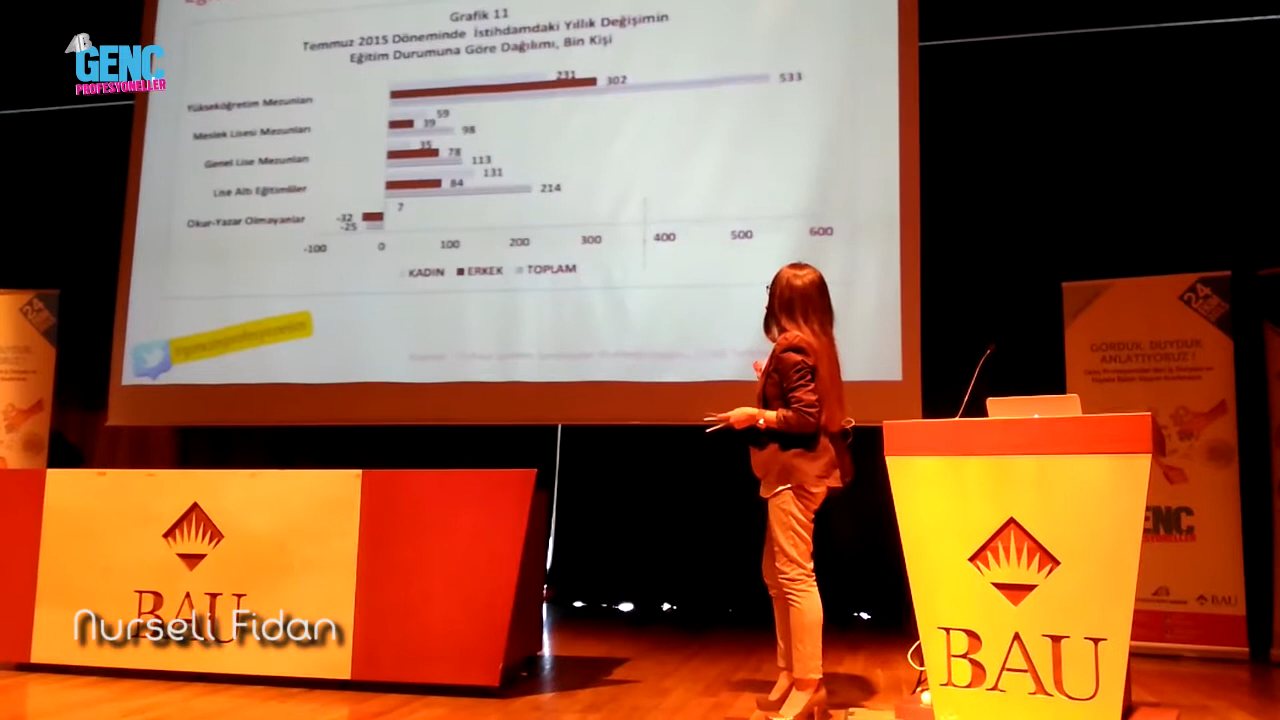 GENÇ
PROFESYONELLER
Grafik 11
Temmuz 2015 Döneminde İstihdamdaki Yıllık Değişimin
Eğitim Durumuna Göre Dağılımı, Bin Kişi
Yükseköğretim Mezunları
231
302
533
Meslek Lisesi Mezunları
59
39
98
Genel Lise Mezunları
35
78
113
Lise Altı Eğitimliler
131
84
214
Okur-Yazar Olmayanlar
7
-32
-25
-100 0 100 200 300 400 500 600
KADIN ERKEK TOPLAM
24
GÖRDÜK, DUYDUK,
ANLATIYORUZ !
GENÇ
BAU
BAU
Nurseli Fidan
BAU